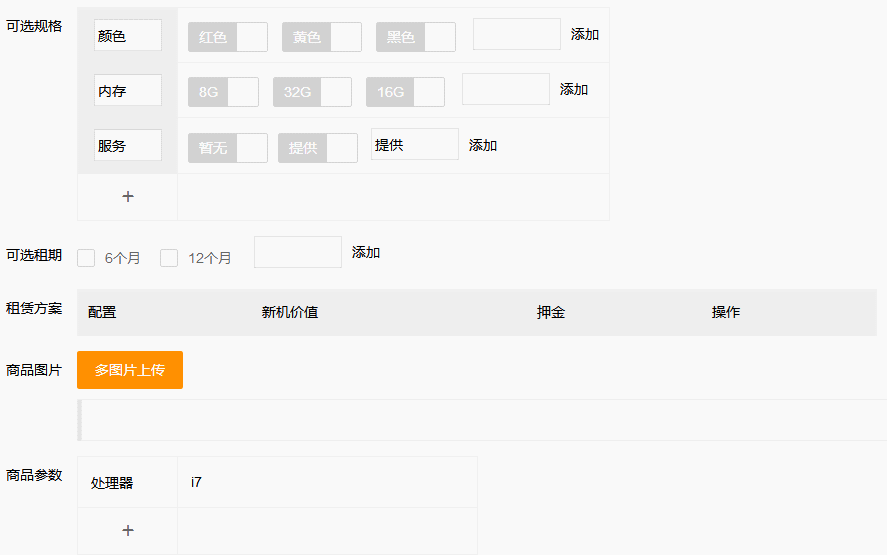 可选规格 颜色 红色 黄色 黑色 添加
内存 8G 32G 16G 添加
服务 暂无 提供 提供 添加
+
可选租期 6个月 12个月 添加
租赁方案 配置 新机价值 押金 操作
商品图片 多图片上传
商品参数 处理器 i7
+